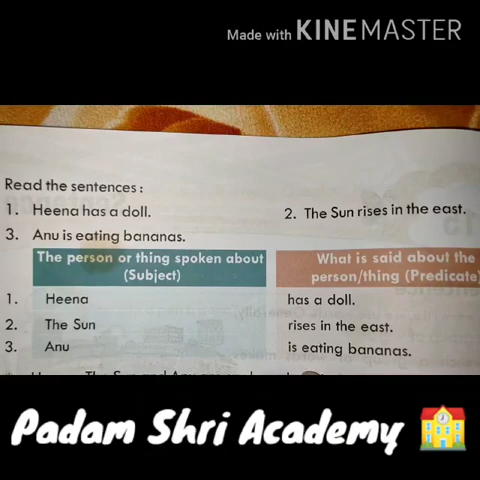 Made with KINEMASTER
Read the sentences :
1. Heena has a doll.
2. The Sun rises in the east.
3. Anu is eating bananas.
The person or thing spoken about (Subject)
What is said about the person/thing (Predicate)
1. Heena has a doll.
2. The Sun rises in the east.
3. Anu is eating bananas.
Padam Shri Academy